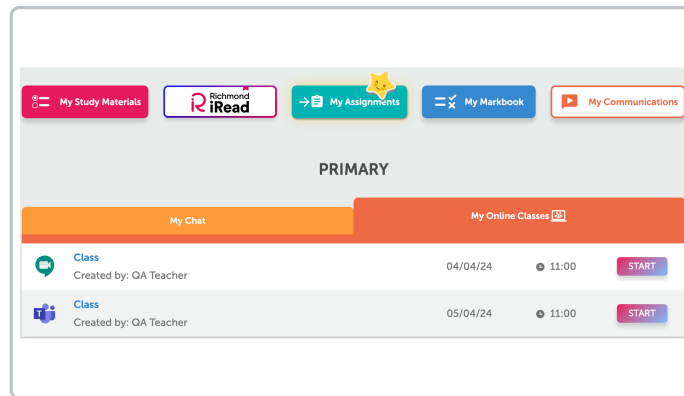 My Study Materials
Richmond
iRead
My Assignments
My Markbook
My Communications
PRIMARY
My Chat
My Online Classes
Class
Created by: QA Teacher
04/04/24
11:00
START
Class
Created by: QA Teacher
05/04/24
11:00
START